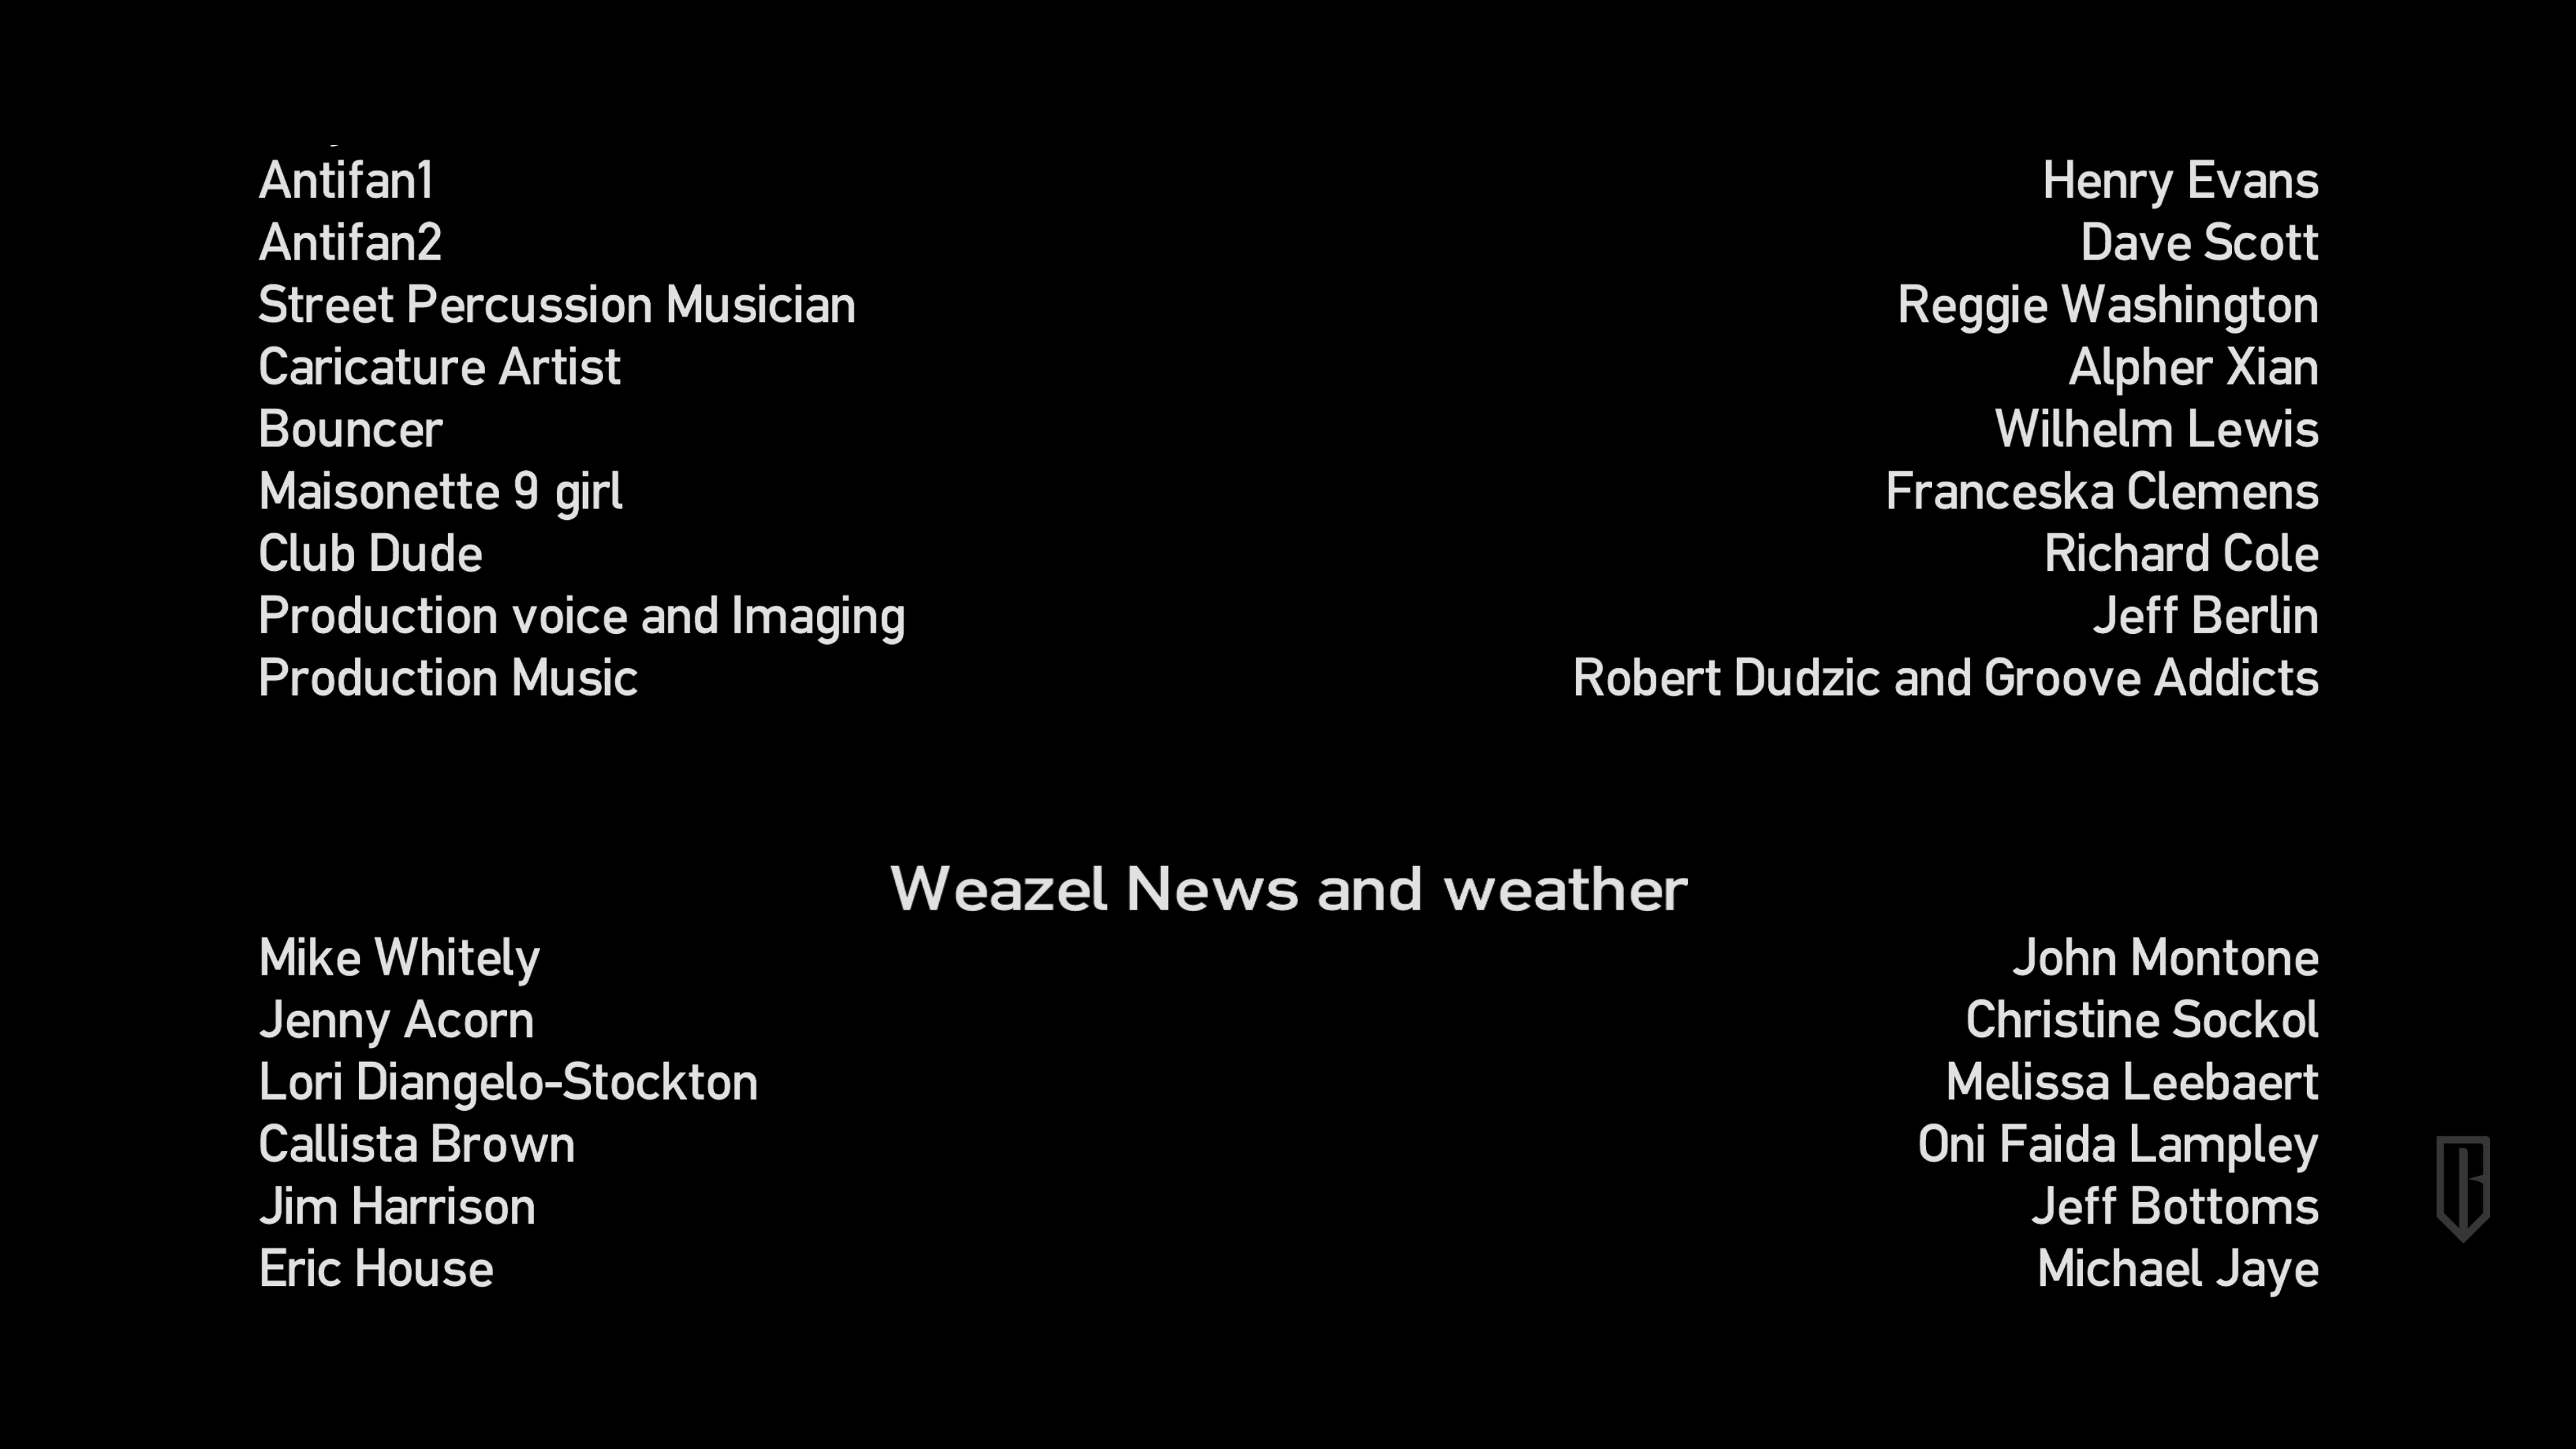 Antifan1 Henry Evans
Antifan2 Dave Scott
Street Percussion Musician Reggie Washington
Caricature Artist Alpher Xian
Bouncer Wilhelm Lewis
Maisonette 9 girl Franceska Clemens
Club Dude Richard Cole
Production voice and Imaging Jeff Berlin
Production Music Robert Dudzic and Groove Addicts
Weazel News and weather
Mike Whitely John Montone
Jenny Acorn Christine Sockol
Lori Diangelo-Stockton Melissa Leebaert
Callista Brown Oni Faida Lampley
Jim Harrison Jeff Bottoms
Eric House Michael Jaye